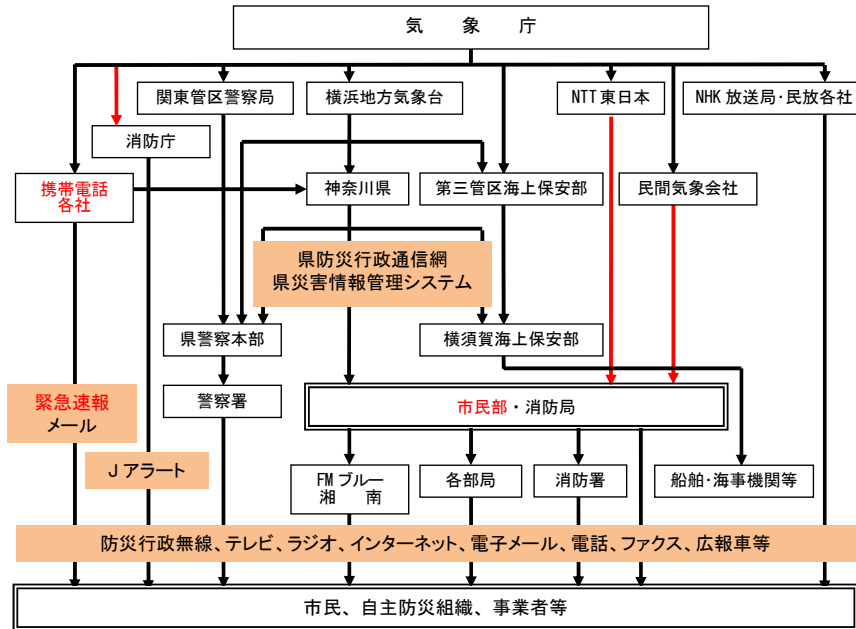 気 象 庁
関東管区警察局
横浜地方気象台
NTT東日本
NHK放送局・民放各社
消防庁
携帯電話
各社
神奈川県
第三管区海上保安部
民間気象会社
県防災行政通信網
県災害情報管理システム
県警察本部
横須賀海上保安部
緊急速報
メール
警察署
市民部・消防局
Jアラート
FMブルー
湘 南
各部局
消防署
船舶・海事機関等
防災行政無線、テレビ、ラジオ、インターネット、電子メール、電話、ファクス、広報車等
市民、自主防災組織、事業者等